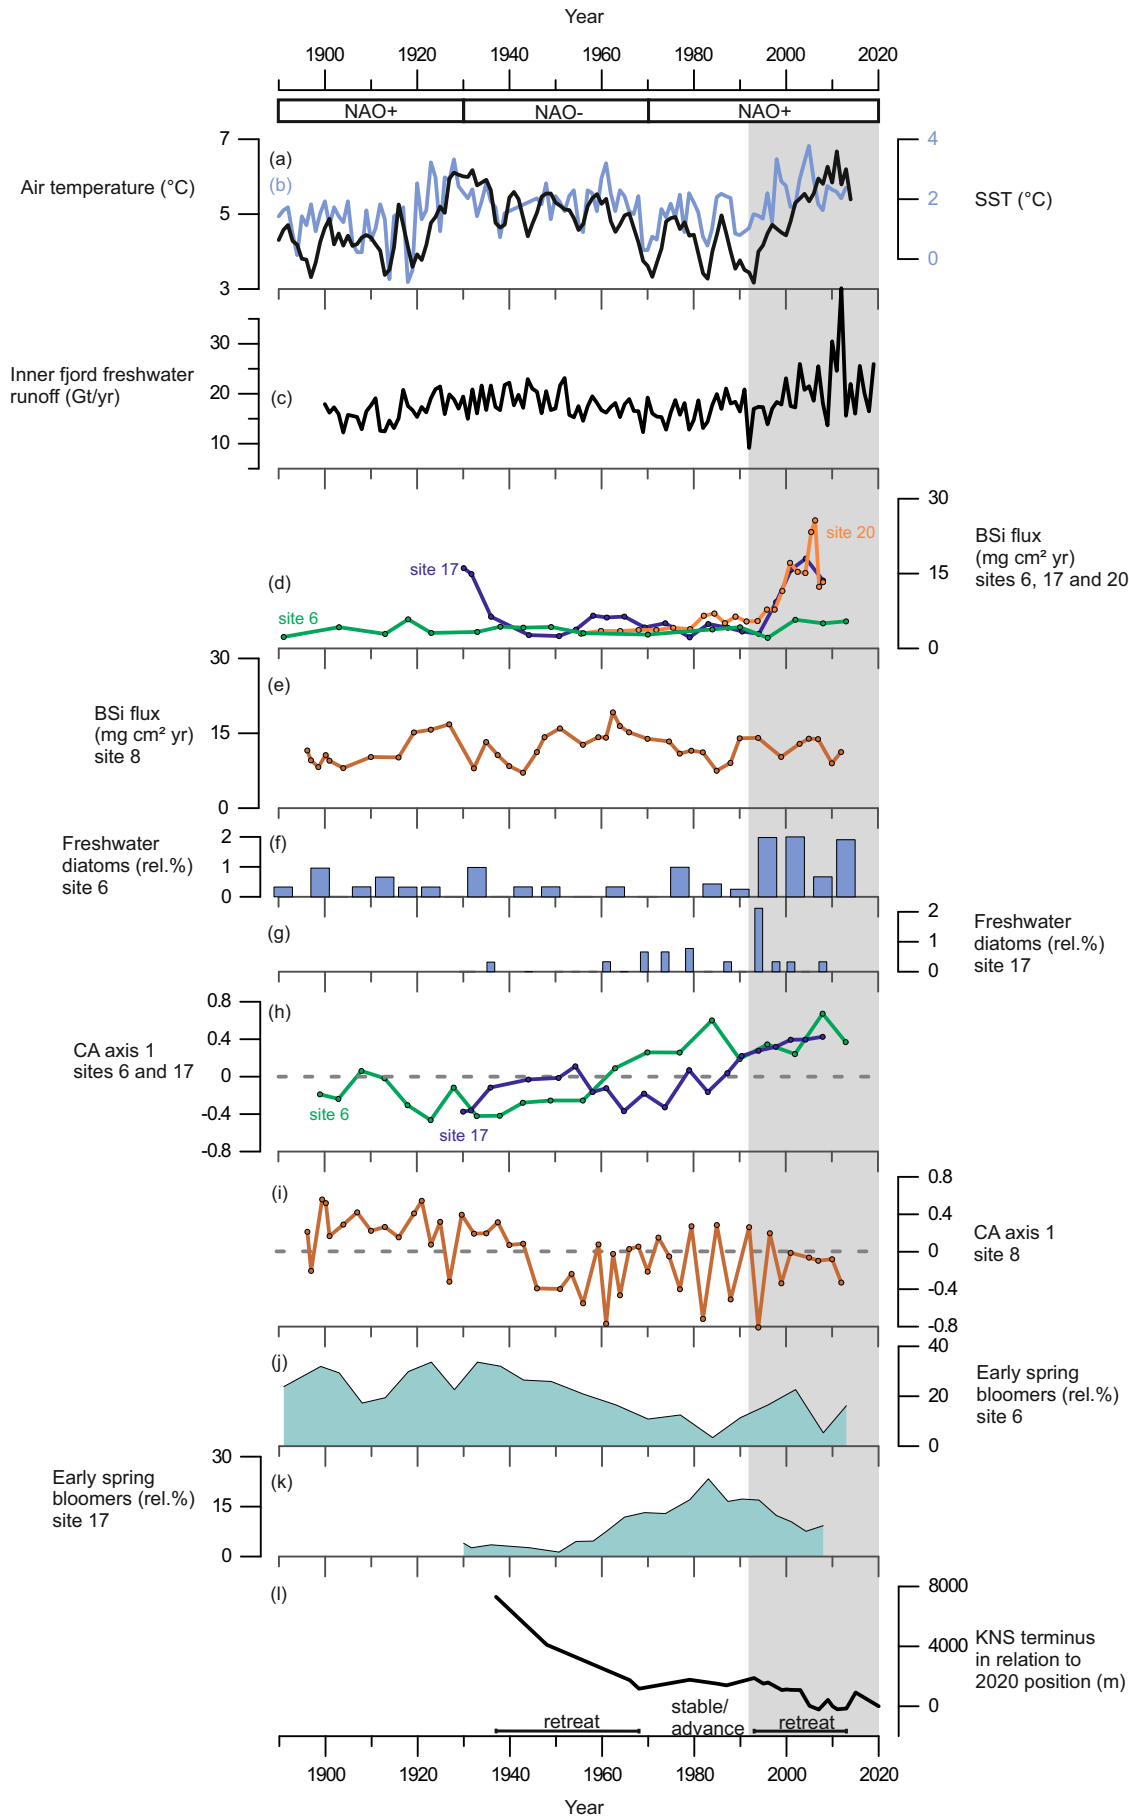 Year
1900 1920 1940 1960 1980 2000 2020
NAO+ NAO- NAO+
7 (a) 4
Air temperature (°C) (b) SST (°C)
5 2
3 0
30
Inner fjord freshwater
runoff (Gt/yr)
20 (c)
10
30
site 20
BSi flux
(mg cm² yr)
sites 6, 17 and 20
site 17
15
(d)
site 6
0
30
(e)
BSi flux
(mg cm² yr)
site 8
15
0
Freshwater
diatoms (rel.%)
site 6
2 (f)
1
0
(g) 2
Freshwater
diatoms (rel.%)
site 17
1
0
0.8 (h)
0.4
CA axis 1
sites 6 and 17
0
site 6
-0.4
site 17
-0.8
(i) 0.8
0.4
CA axis 1
site 8
0
-0.4
-0.8
(j) 40
Early spring
bloomers (rel.%)
site 6
20
0
30
Early spring
bloomers (rel.%)
site 17
(k)
15
0
(l) 8000
4000
KNS terminus
in relation to
2020 position (m)
0
stable/
advance
retreat retreat
1900 1920 1940 1960 1980 2000 2020
Year